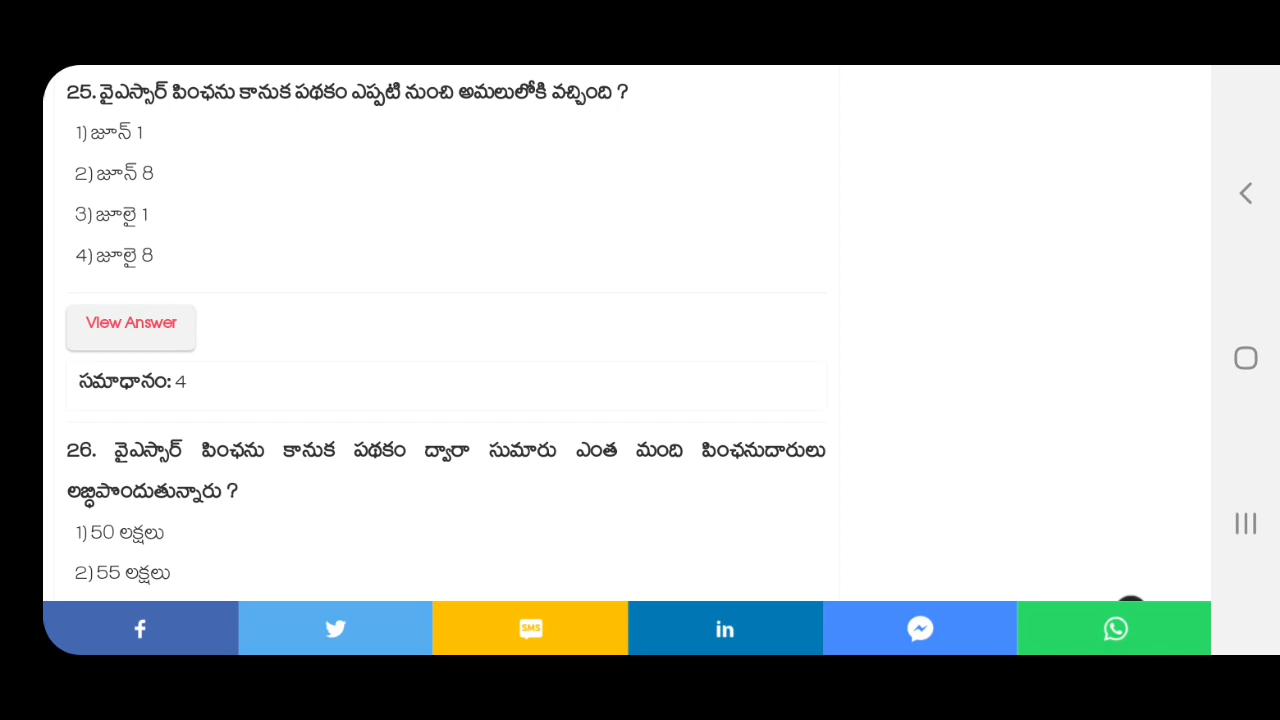 25. వైఎస్సార్ పింఛను కానుక పథకం ఎప్పటి నుంచి అమలులోకి వచ్చింది ?
1) జూన్ 1
2) జూన్ 8
3) జూలై 1
4) జూలై 8
View Answer
సమాధానం: 4
26. వైఎస్సార్ పింఛను కానుక పథకం ద్వారా సుమారు ఎంత మంది పింఛనుదారులు
లబ్ధిపొందుతున్నారు ?
1) 50 లక్షలు
2) 55 లక్షలు
SMS